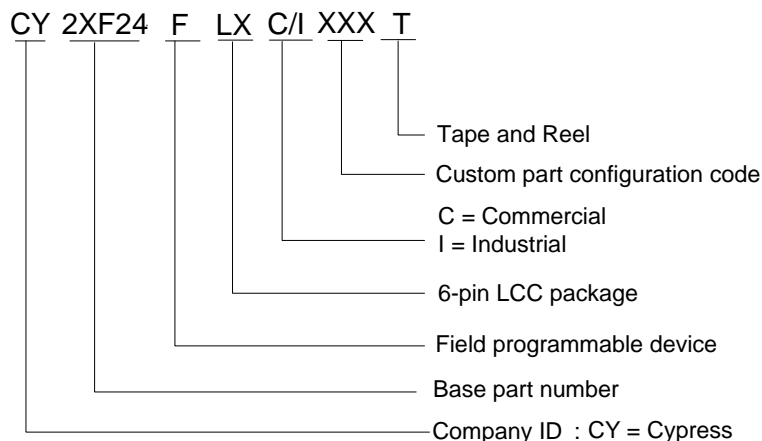 CY 2XF24 F LX C/I XXX T
Tape and Reel
Custom part configuration code
C = Commercial
I = Industrial
6-pin LCC package
Field programmable device
Base part number
Company ID : CY = Cypress